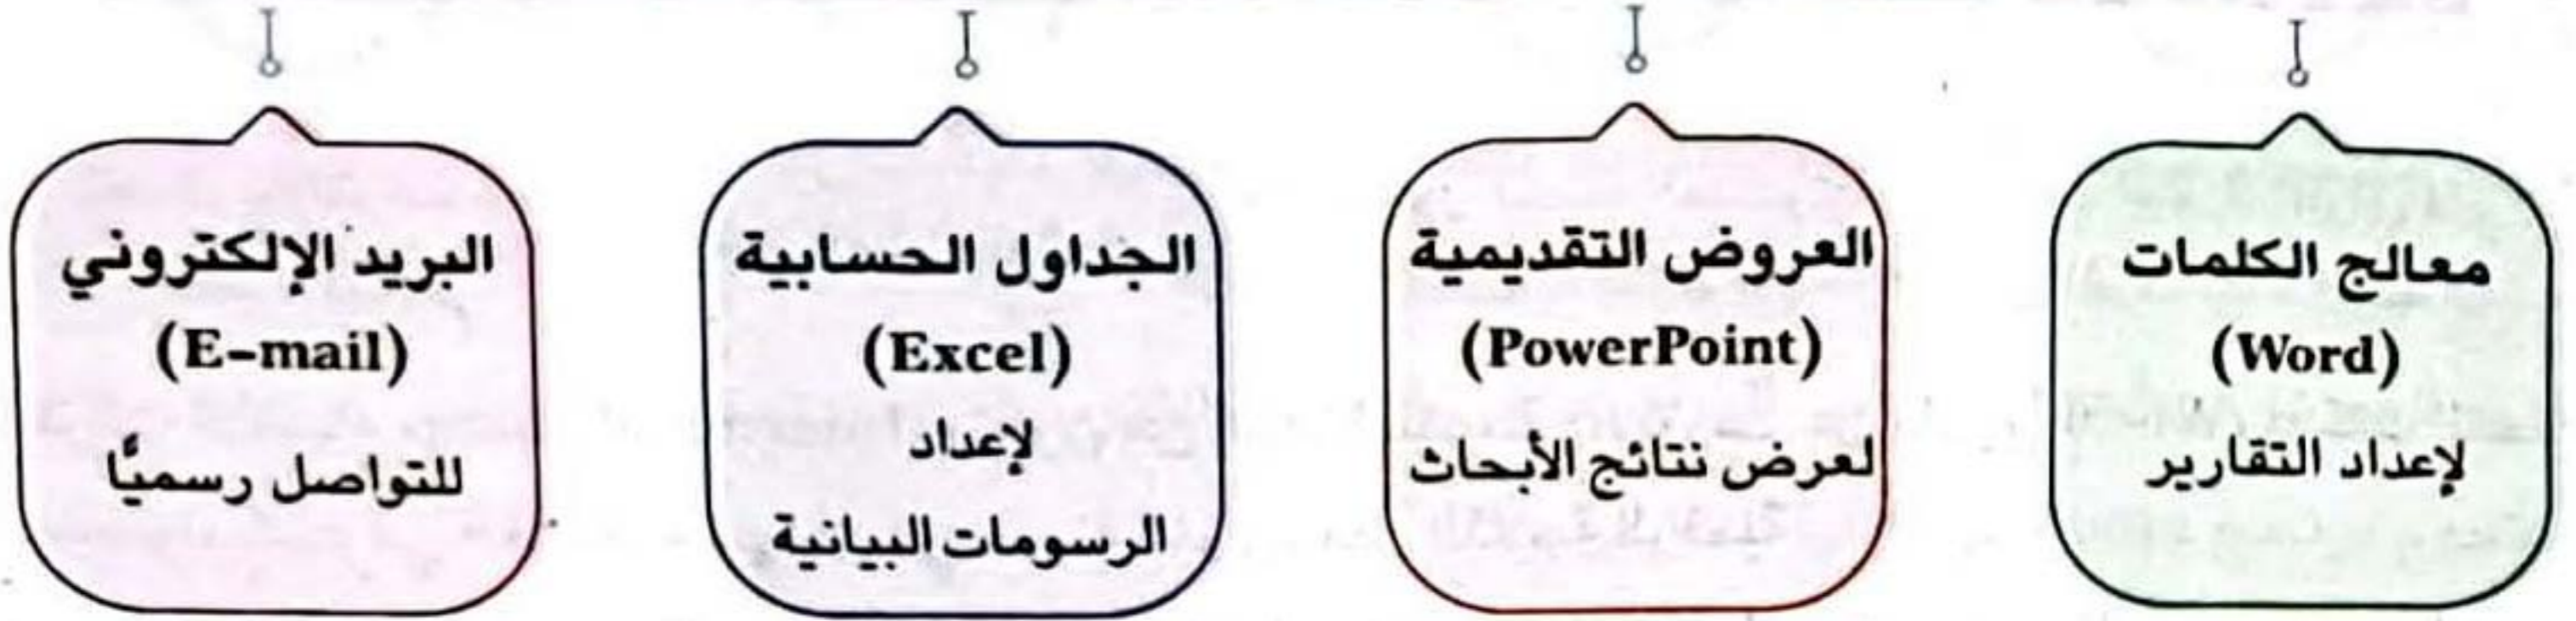 معالج الكلمات
(Word)
لإعداد التقارير
العروض التقديمية
(PowerPoint)
لعرض نتائج الأبحاث
الجداول الحسابية
(Excel)
لإعداد
الرسومات البيانية
البريد الإلكتروني
(E-mail)
للتواصل رسميًّا